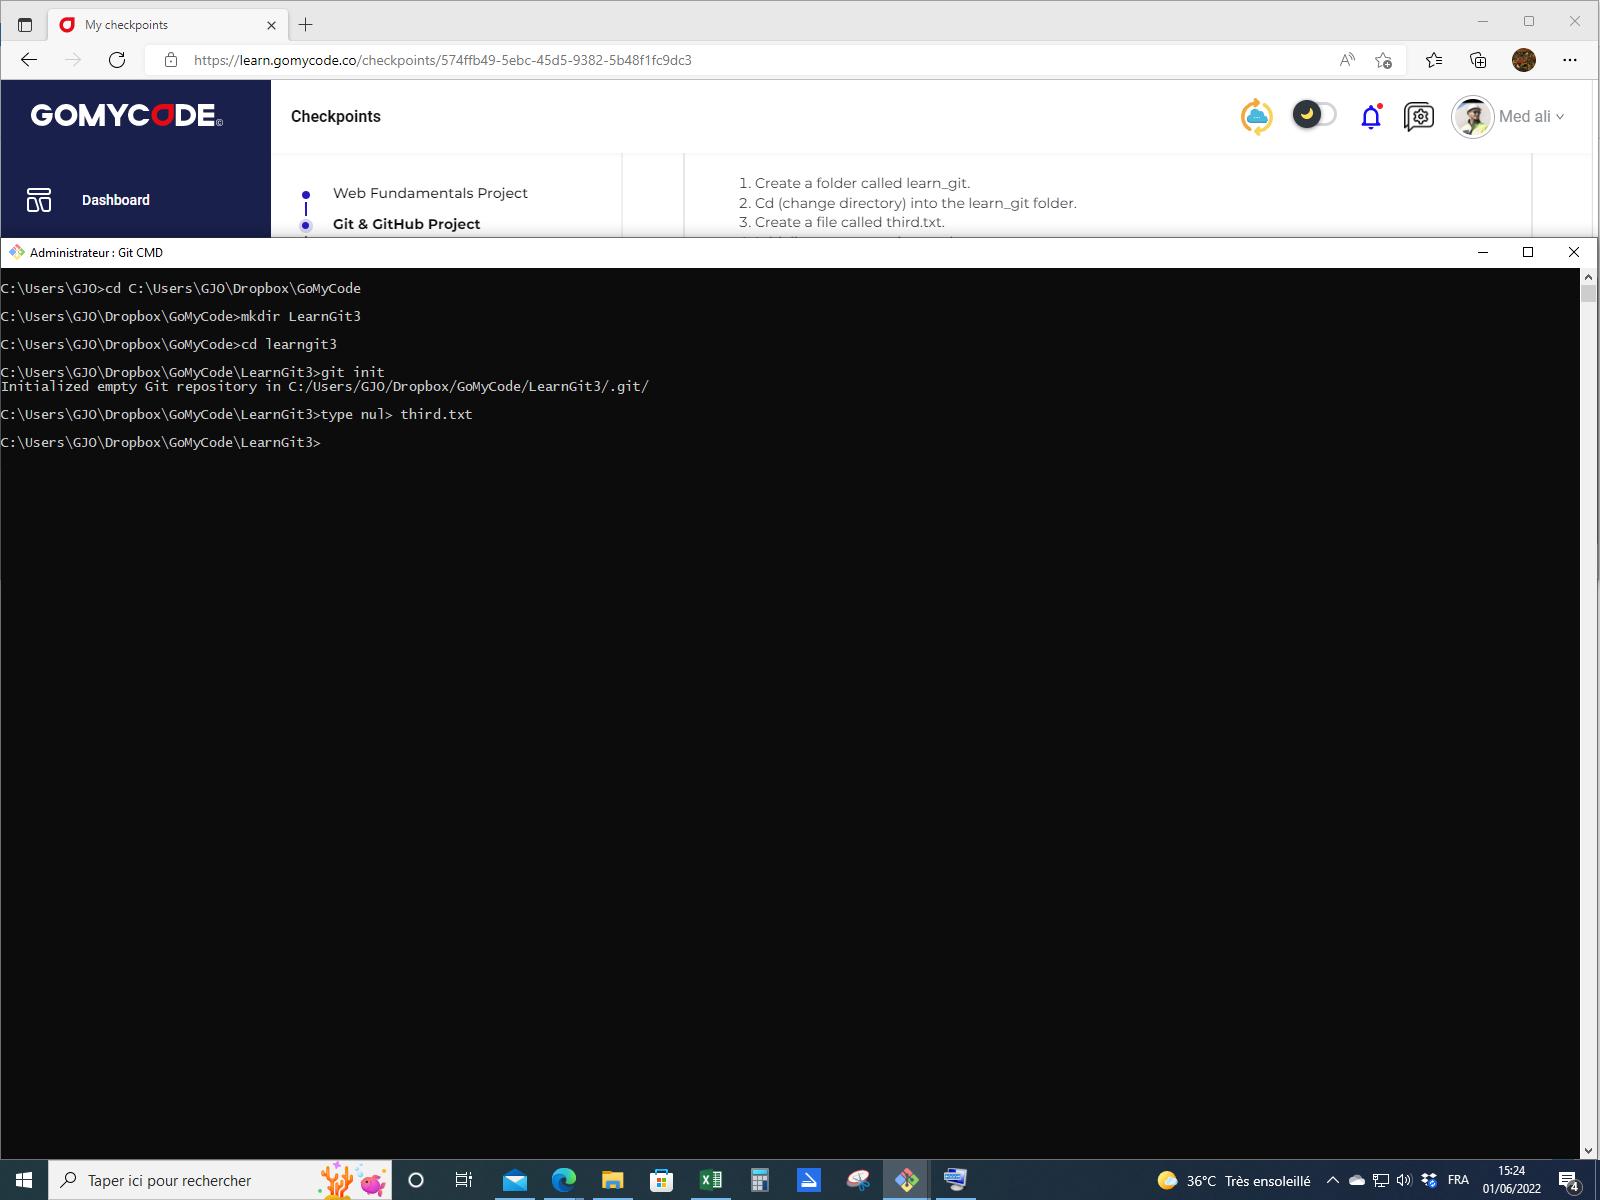 My checkpoints
https://learn.gomycode.co/checkpoints/574ffb49-5ebc-45d5-9382-5b48f1fc9dc3
GOMYCODE
Checkpoints
Med ali
Dashboard
Web Fundamentals Project
Git & GitHub Project
1. Create a folder called learn_git.
2. Cd (change directory) into the learn_git folder.
3. Create a file called third.txt.
Administrateur : Git CMD
C:\Users\GJO>cd C:\Users\GJO\Dropbox\GoMyCode
C:\Users\GJO\Dropbox\GoMyCode>mkdir LearnGit3
C:\Users\GJO\Dropbox\GoMyCode>cd learngit3
C:\Users\GJO\Dropbox\GoMyCode\LearnGit3>git init
Initialized empty Git repository in C:/Users/GJO/Dropbox/GoMyCode/LearnGit3/.git/
C:\Users\GJO\Dropbox\GoMyCode\LearnGit3>type nul> third.txt
C:\Users\GJO\Dropbox\GoMyCode\LearnGit3>
Taper ici pour rechercher
36°C Très ensoleillé
FRA
15:24
01/06/2022
4